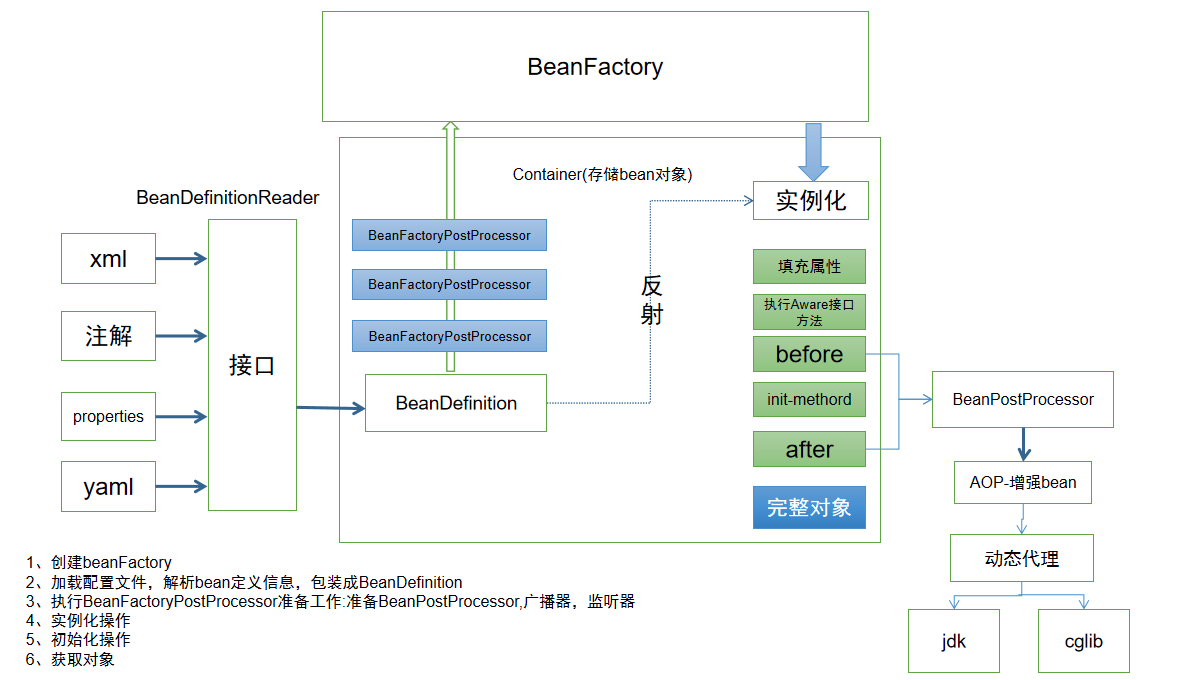 BeanFactory
Container(存储bean对象)
实例化
BeanDefinitionReader
xml
注解
properties
yaml
接口
BeanFactoryPostProcessor
BeanFactoryPostProcessor
BeanFactoryPostProcessor
BeanDefinition
反
射
填充属性
执行Aware接口
方法
before
init-methord
after
完整对象
BeanPostProcessor
AOP-增强bean
动态代理
jdk
cglib
1、创建beanFactory
2、加载配置文件，解析bean定义信息，包装成BeanDefinition
3、执行BeanFactoryPostProcessor准备工作:准备BeanPostProcessor,广播器，监听器
4、实例化操作
5、初始化操作
6、获取对象